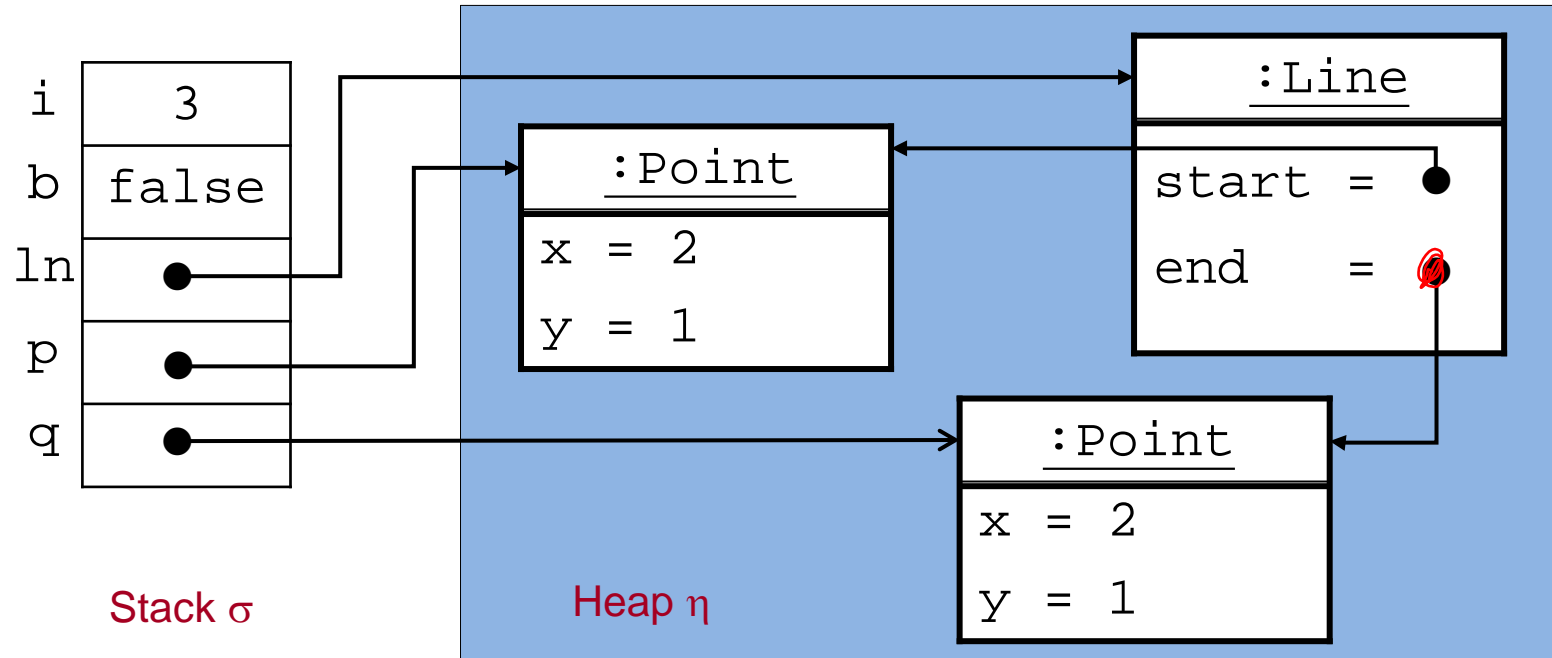 i 3
b false
ln
p
q
Stack σ
Heap η
:Point
x = 2
y = 1
:Line
start =
end =
:Point
x = 2
y = 1